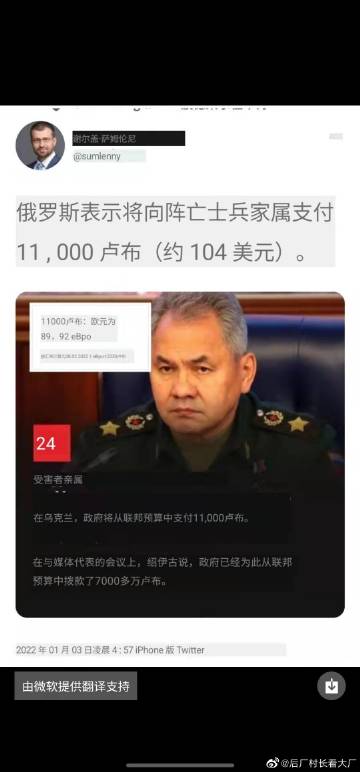 谢尔盖·萨姆伦尼
@sumlenny
俄罗斯表示将向阵亡士兵家属支付
11 , 000 卢布（约 104 美元）。
11000卢布：欧元为
89，92 eBpo
24
受害者亲属
在乌克兰，政府将从联邦预算中支付11,000卢布。
在与媒体代表的会议上，绍伊古说，政府已经为此从联邦
预算中拨款了7000多万卢布。
2022 年 01 月 03 日凌晨 4 : 57 iPhone 版 Twitter
由微软提供翻译支持
@后厂村长看大厂